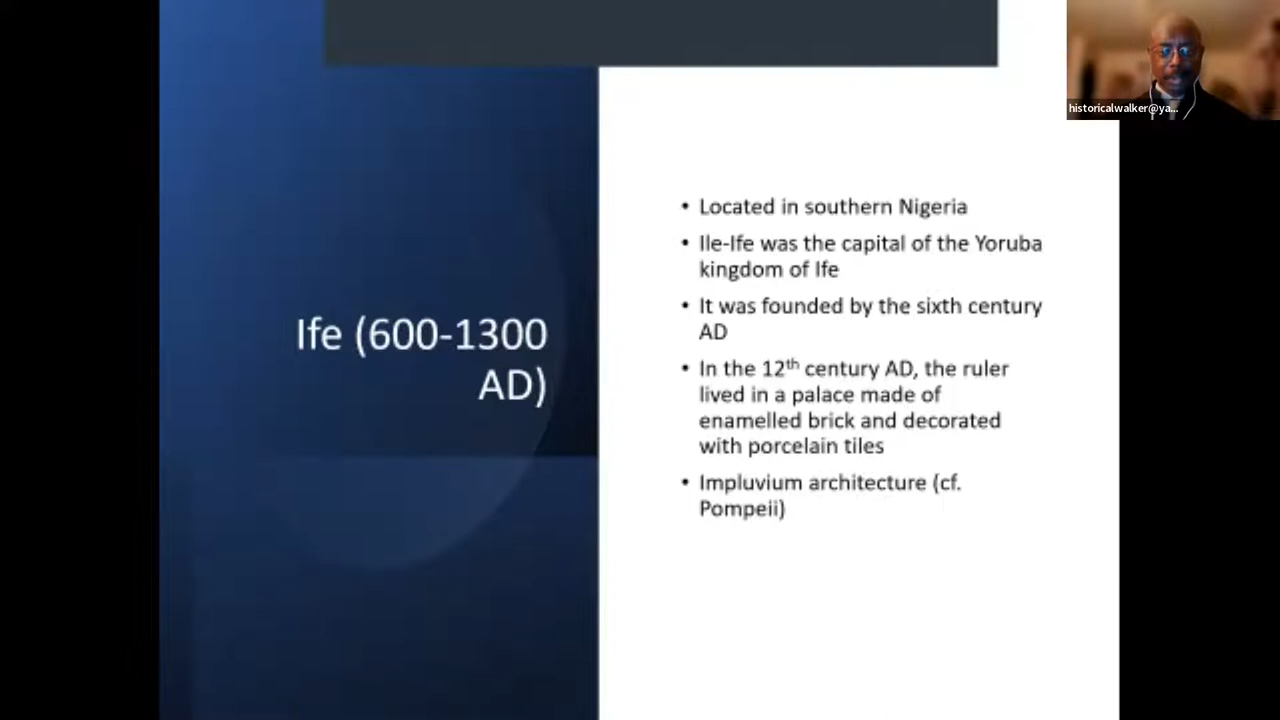 historicalwalker@ya...
Ife (600-1300
AD)
• Located in southern Nigeria
• Ile-Ife was the capital of the Yoruba
kingdom of Ife
• It was founded by the sixth century
AD
• In the 12th century AD, the ruler
lived in a palace made of
enamelled brick and decorated
with porcelain tiles
• Impluvium architecture (cf.
Pompeii)